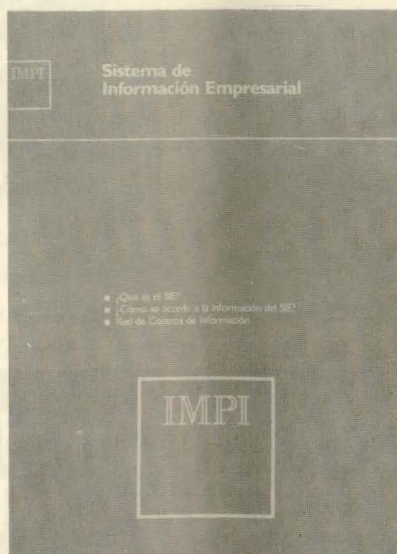 IMPI
Sistema de
Información Empresarial
¿Qué es el SIE?
¿Cómo se accede a la información del SIE?
Red de Centros de Información
IMPI